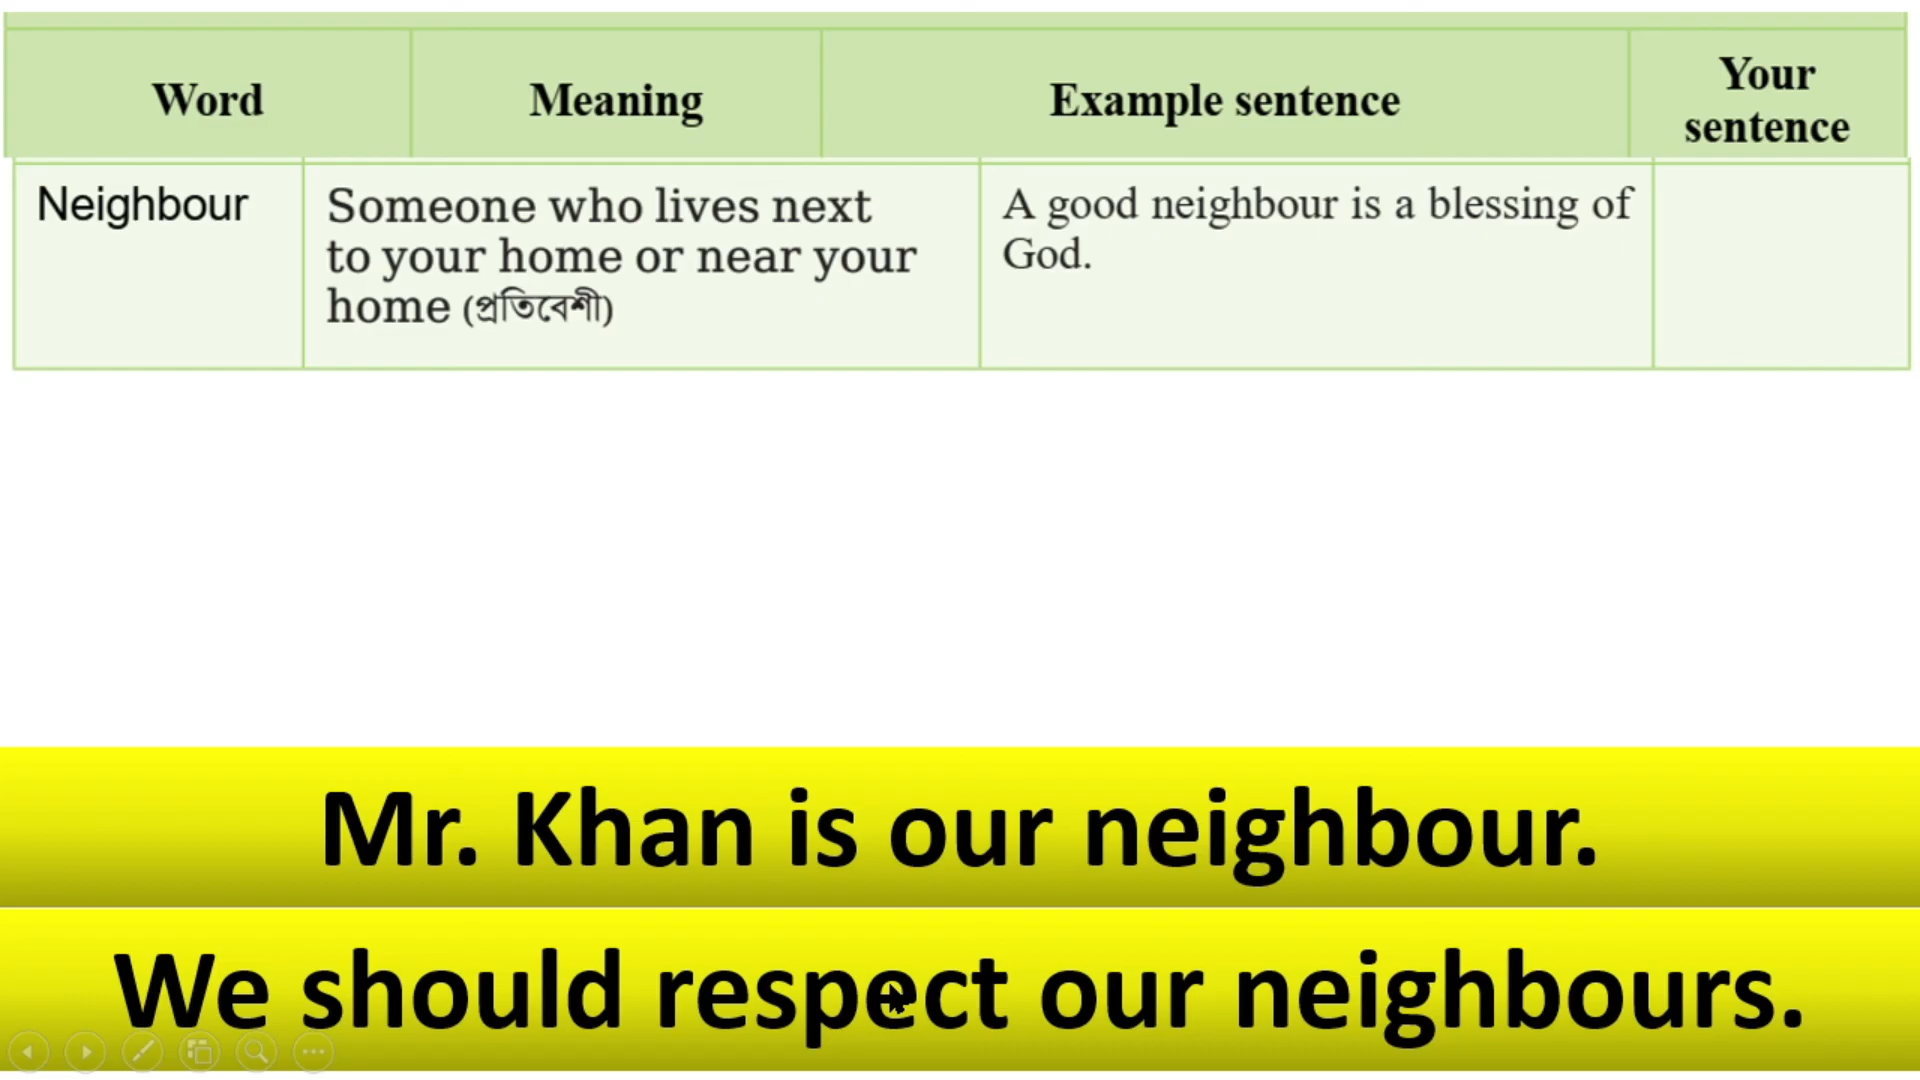 Word Meaning Example sentence Your sentence
Neighbour
Someone who lives next
to your home or near your
home (প্রতিবেশী)
A good neighbour is a blessing of
God.
Mr. Khan is our neighbour.
We should respect our neighbours.